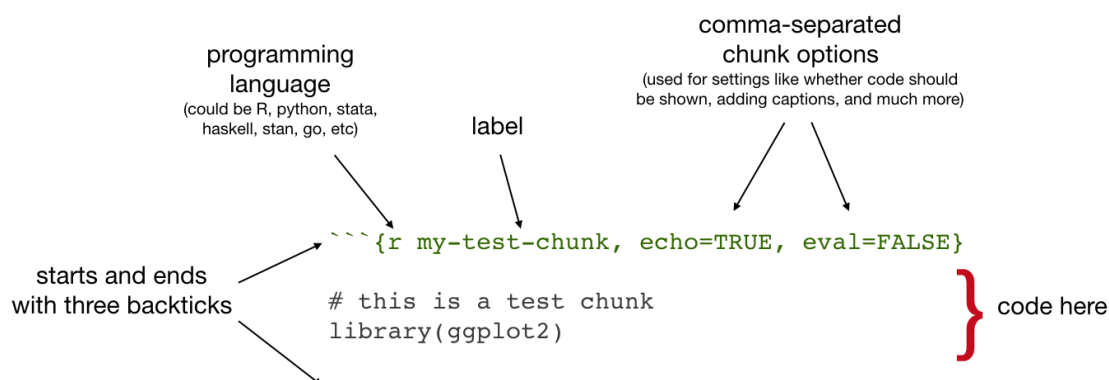 programming
language
(could be R, python, stata,
haskell, stan, go, etc)
label
comma-separated
chunk options
(used for settings like whether code should
be shown, adding captions, and much more)
```{r my-test-chunk, echo=TRUE, eval=FALSE}
starts and ends
with three backticks
# this is a test chunk
library(ggplot2)
code here